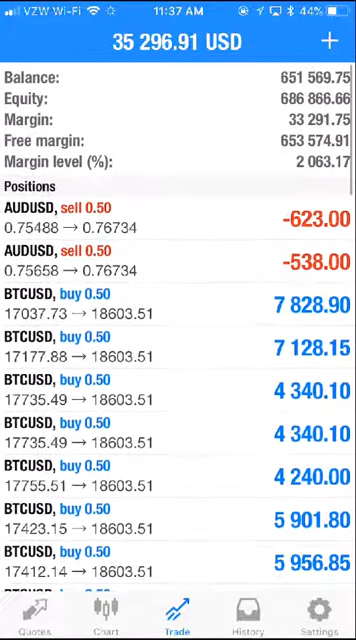 VZW Wi-Fi 11:37 AM 44%
35 296.91 USD +
Balance: 651 569.75
Equity: 686 866.66
Margin: 33 291.75
Free margin: 653 574.91
Margin level (%): 2 063.17
Positions
AUDUSD, sell 0.50
0.75488 → 0.76734 -623.00
AUDUSD, sell 0.50
0.75658 → 0.76734 -538.00
BTCUSD, buy 0.50
17037.73 → 18603.51 7 828.90
BTCUSD, buy 0.50
17177.88 → 18603.51 7 128.15
BTCUSD, buy 0.50
17735.49 → 18603.51 4 340.10
BTCUSD, buy 0.50
17735.49 → 18603.51 4 340.10
BTCUSD, buy 0.50
17755.51 → 18603.51 4 240.00
BTCUSD, buy 0.50
17423.15 → 18603.51 5 901.80
BTCUSD, buy 0.50
17412.14 → 18603.51 5 956.85
Quotes Chart Trade History Settings